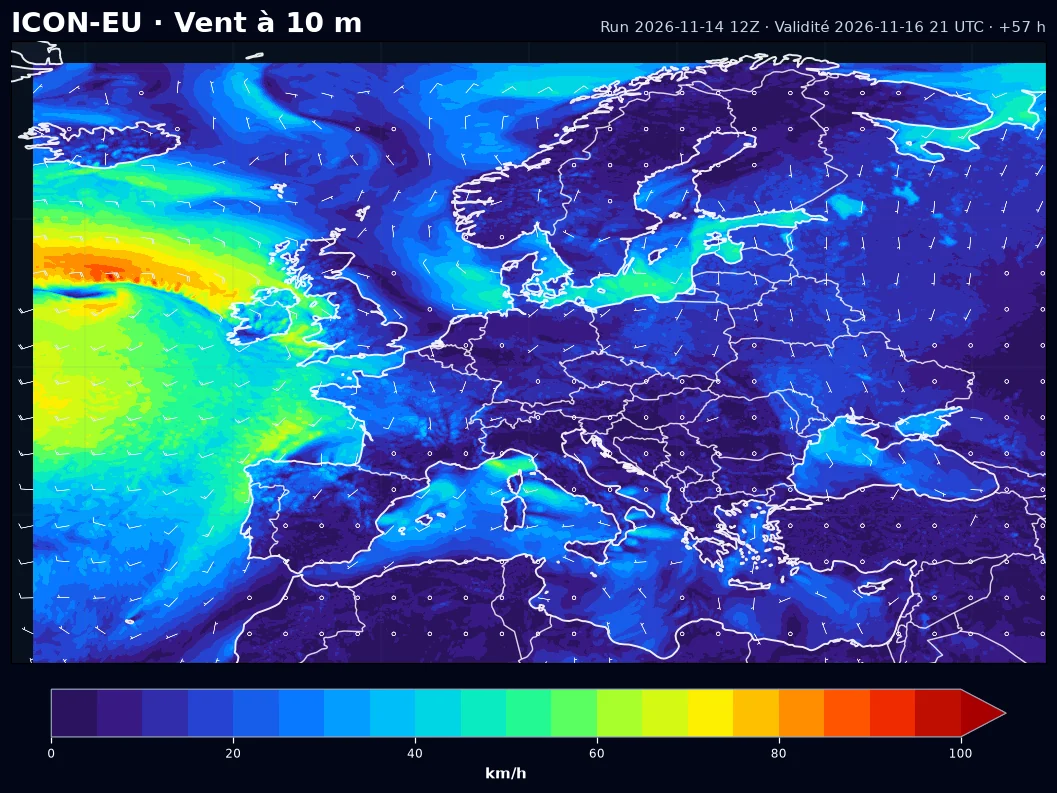 ICON-EU · Vent à 10 m
Run 2026-11-14 12Z · Validité 2026-11-16 21 UTC · +57 h
0 20 40 60 80 100
km/h